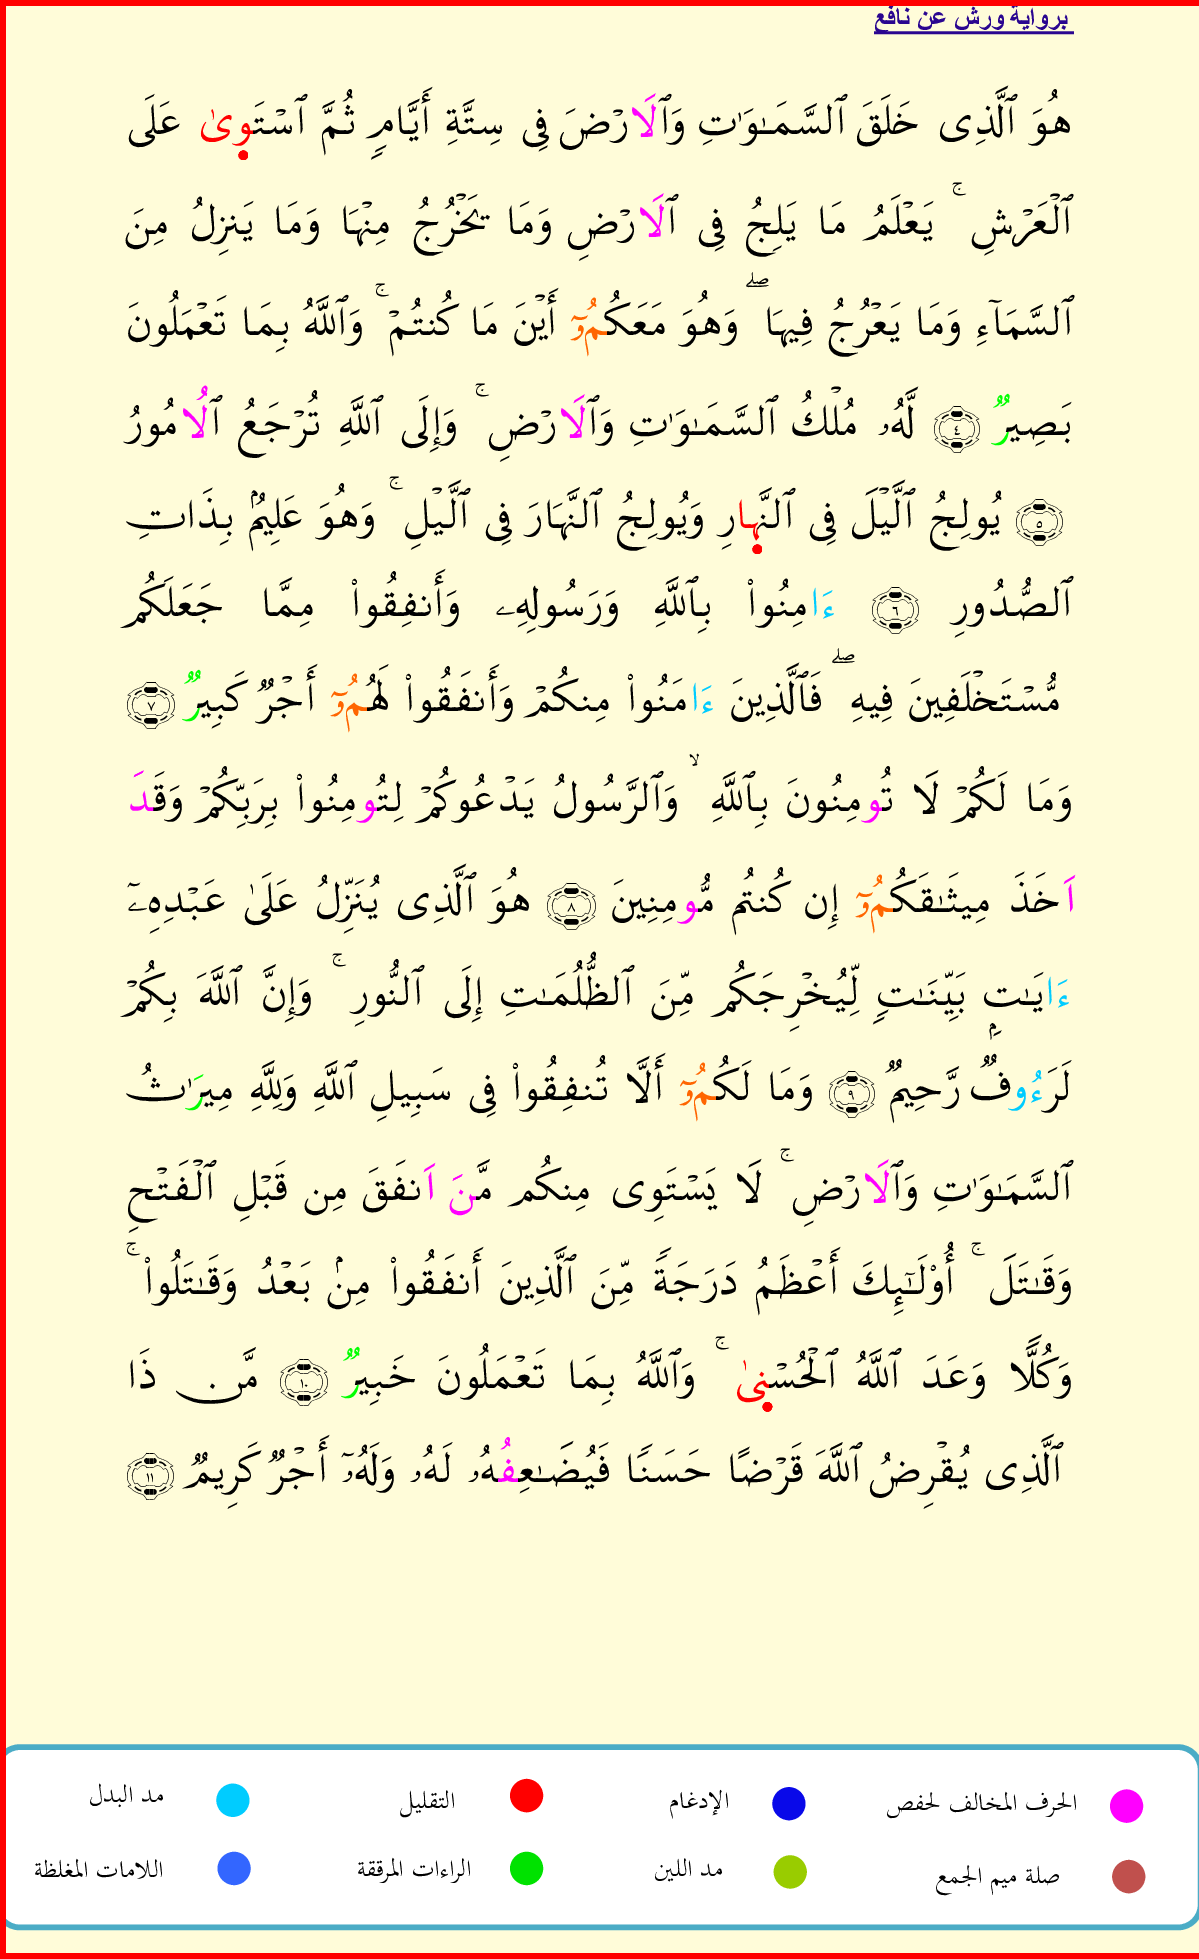 برواية ورش عن نافع
هُوَ ٱلَّذِى خَلَقَ ٱلسَّمَـٰوَٰتِ وَٱلَارْضَ فِى سِتَّةِ أَيَّامٍ ثُمَّ ٱسْتَوٜىٰ عَلَى
ٱلْعَرْشِ ۚ يَعْلَمُ مَا يَلِجُ فِى ٱلَارْضِ وَمَا يَخْرُجُ مِنْهَا وَمَا يَنزِلُ مِنَ
ٱلسَّمَآءِ وَمَا يَعْرُجُ فِيهَا ۖ وَهُوَ مَعَكُمُۥٓ أَيْنَ مَا كُنتُمْ ۚ وَٱللَّهُ بِمَا تَعْمَلُونَ
بَصِيرٌ ٤ لَّهُۥ مُلْكُ ٱلسَّمَـٰوَٰتِ وَٱلَارْضِ ۚ وَإِلَى ٱللَّهِ تُرْجَعُ ٱلُامُورُ
٥ يُولِجُ ٱلَّيْلَ فِى ٱلنَّهٜارِ وَيُولِجُ ٱلنَّهَارَ فِى ٱلَّيْلِ ۚ وَهُوَ عَلِيمُۢ بِذَاتِ
ٱلصُّدُورِ ٦ ءَامِنُوا۟ بِٱللَّهِ وَرَسُولِهِۦ وَأَنفِقُوا۟ مِمَّا جَعَلَكُم
مُّسْتَخْلَفِينَ فِيهِ ۖ فَٱلَّذِينَ ءَامَنُوا۟ مِنكُمْ وَأَنفَقُوا۟ لَهُمُۥٓ أَجْرٌ كَبِيرٌ ٧
وَمَا لَكُمْ لَا تُومِنُونَ بِٱللَّهِ ۙ وَٱلرَّسُولُ يَدْعُوكُمْ لِتُومِنُوا۟ بِرَبِّكُمْ وَقَدَ
اَخَذَ مِيثَـٰقَكُمُۥٓ إِن كُنتُم مُّومِنِينَ ٨ هُوَ ٱلَّذِى يُنَزِّلُ عَلَىٰ عَبْدِهِۦٓ
ءَايَـٰتٍۭ بَيِّنَـٰتٍ لِّيُخْرِجَكُم مِّنَ ٱلظُّلُمَـٰتِ إِلَى ٱلنُّورِ ۚ وَإِنَّ ٱللَّهَ بِكُمْ
لَرَءُوفٌ رَّحِيمٌ ٩ وَمَا لَكُمُۥٓ أَلَّا تُنفِقُوا۟ فِى سَبِيلِ ٱللَّهِ وَلِلَّهِ مِيرَٰثُ
ٱلسَّمَـٰوَٰتِ وَٱلَارْضِ ۚ لَا يَسْتَوِى مِنكُم مَّنَ اَنفَقَ مِن قَبْلِ ٱلْفَتْحِ
وَقَـٰتَلَ ۚ أُو۟لَـٰٓئِكَ أَعْظَمُ دَرَجَةً مِّنَ ٱلَّذِينَ أَنفَقُوا۟ مِنۢ بَعْدُ وَقَـٰتَلُوا۟ ۚ
وَكُلًّا وَعَدَ ٱللَّهُ ٱلْحُسْنٜىٰ ۚ وَٱللَّهُ بِمَا تَعْمَلُونَ خَبِيرٌ ١٠ مَّن ذَا
ٱلَّذِى يُقْرِضُ ٱللَّهَ قَرْضًا حَسَنًا فَيُضَـٰعِفُهُۥ لَهُۥ وَلَهُۥٓ أَجْرٌ كَرِيمٌ ١١
الحرف المخالف لحفص الإدغام التقليل مد البدل
صلة ميم الجمع مد اللين الراءات المرققة اللامات المغلظة